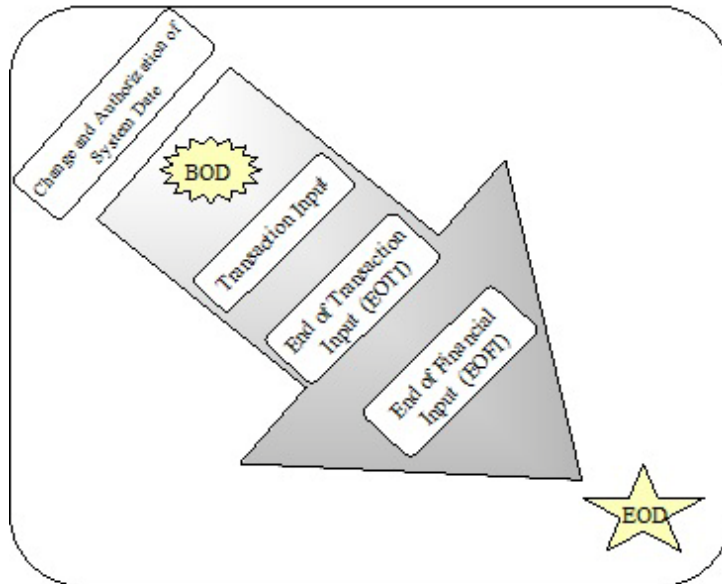 Change and Authorization of
System Date
BOD
Transaction Input
End of Transaction
Input (EOTI)
End of Financial
Input (EOFI)
EOD